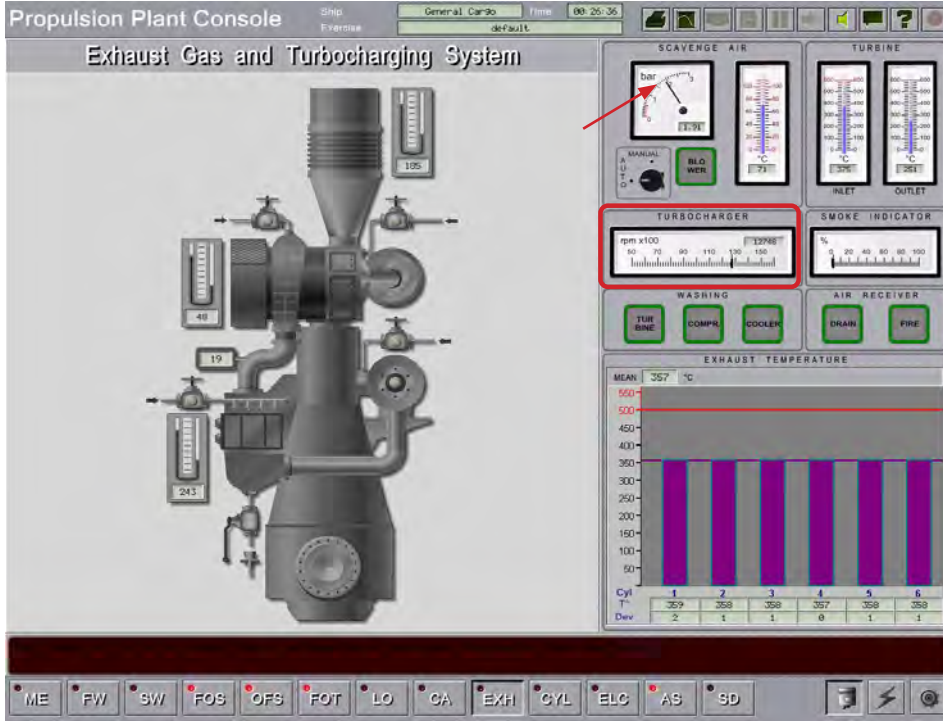 Propulsion Plant Console
Ship General Cargo Time 00:26:36
Exercise default
Exhaust Gas and Turbocharging System
185
48
19
243
SCAVENGE AIR
bar
MANUAL
AUTO
BLO
WER
°C
71
TURBINE
°C °C
375 251
INLET OUTLET
TURBOCHARGER
rpm x100
50 70 90 110 130 150
SMOKE INDICATOR
%
0 20 40 60 80 100
WASHING
TUR
BINE
COMPR.
COOLER
AIR RECEIVER
DRAIN
FIRE
EXHAUST TEMPERATURE
MEAN 357 °C
550
500
450
400
350
300
250
200
150
100
50
Cyl 1 2 3 4 5 6
T° 359 358 358 357 358 358
Dev 2 1 1 0 1 1
ME FW SW FOS OFS FOT LO CA EXH CYL ELC AS SD